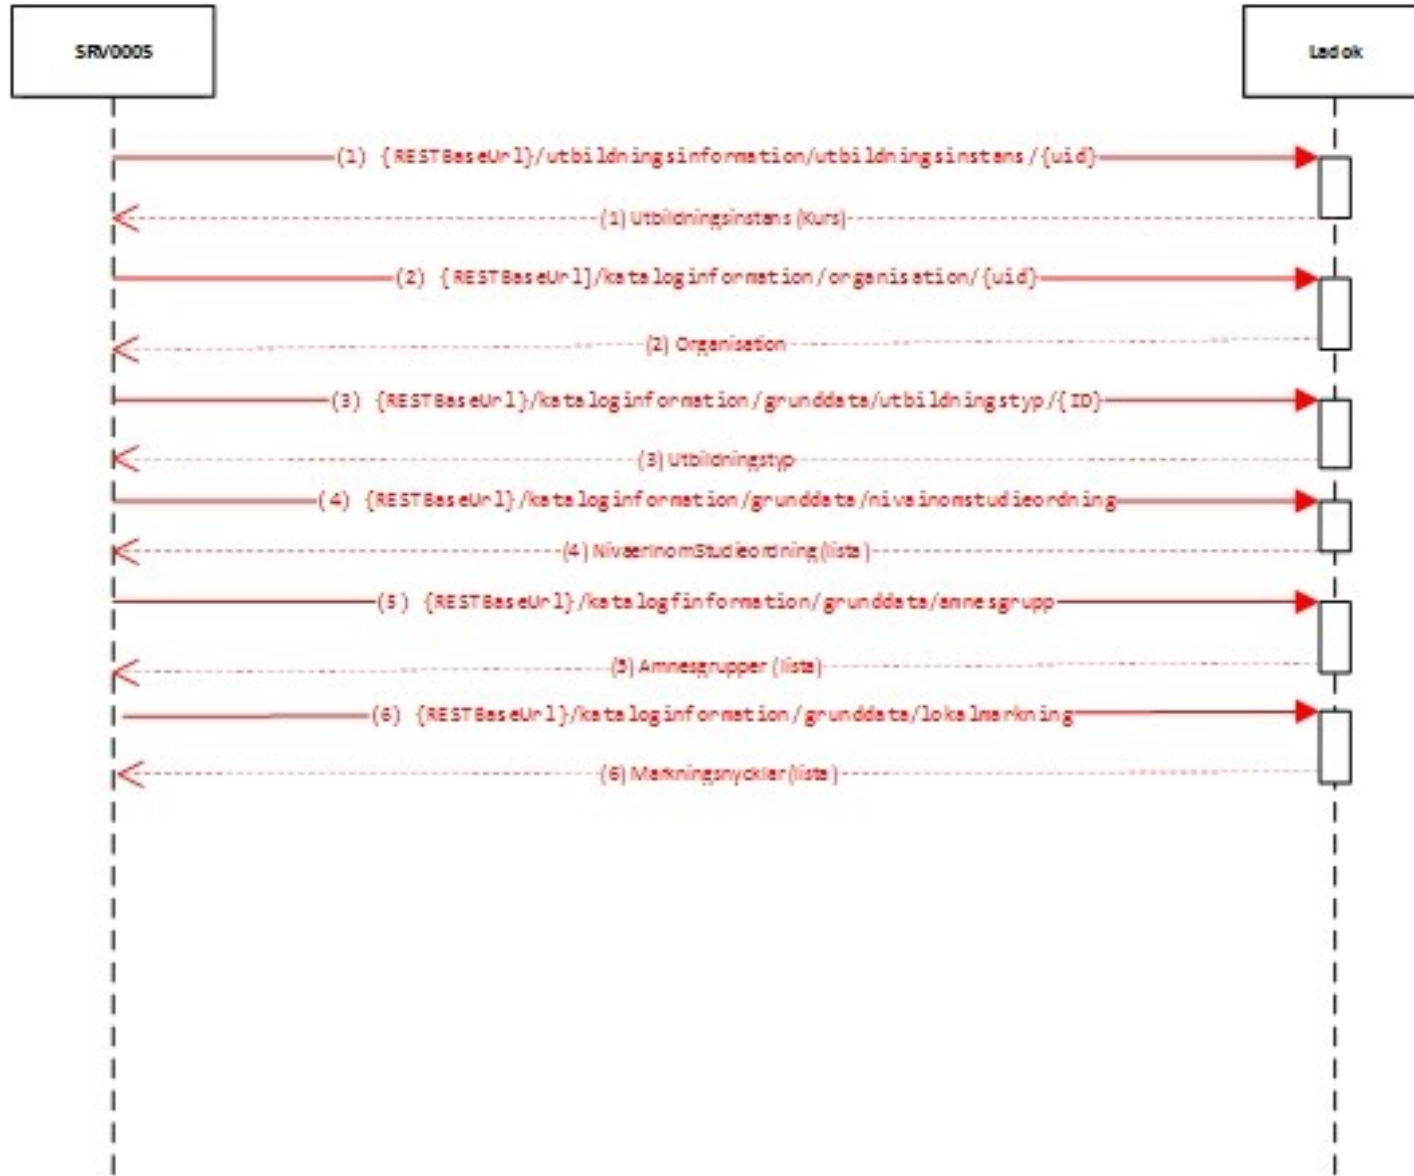 SRV0005
Ladok
(1) {RESTBaseUrl}/utbildningsinformation/utbildningsinstans/{uid}
(1) Utbildningsinstans (Kurs)
(2) {RESTBaseUrl]/kataloginformation/organisation/{uid}
(2) Organisation
(3) {RESTBaseUrl}/kataloginformation/grunddata/utbildningstyp/{ID}
(3) Utbildningstyp
(4) {RESTBaseUrl}/kataloginformation/grunddata/nivainomstudieordning
(4) NivaerInomStudieordning (lista)
(5) {RESTBaseUrl}/katalogfinformation/grunddata/amnesgrupp
(5) Amnesgrupper (lista)
(6) {RESTBaseUrl}/kataloginformation/grunddata/lokalmarkning
(6) Markningsnycklar (lista)